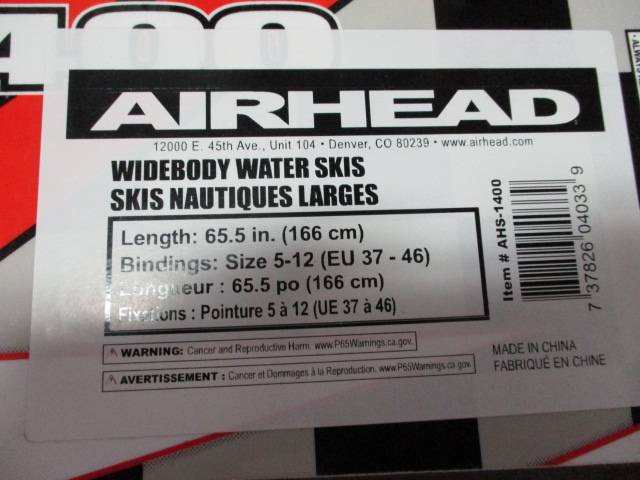 400
AIRHEAD
12000 E. 45th Ave., Unit 104 • Denver, CO 80239 • www.airhead.com
WIDEBODY WATER SKIS
SKIS NAUTIQUES LARGES
Length: 65.5 in. (166 cm)
Bindings: Size 5-12 (EU 37 - 46)
Longueur : 65.5 po (166 cm)
Fixations : Pointure 5 à 12 (UE 37 à 46)
WARNING: Cancer and Reproductive Harm. www.P65Warnings.ca.gov.
AVERTISSEMENT : Cancer et Dommages à la Reproduction. www.P65Warnings.ca.gov.
Item # AHS-1400
7 37826 04033 9
MADE IN CHINA
FABRIQUÉ EN CHINE